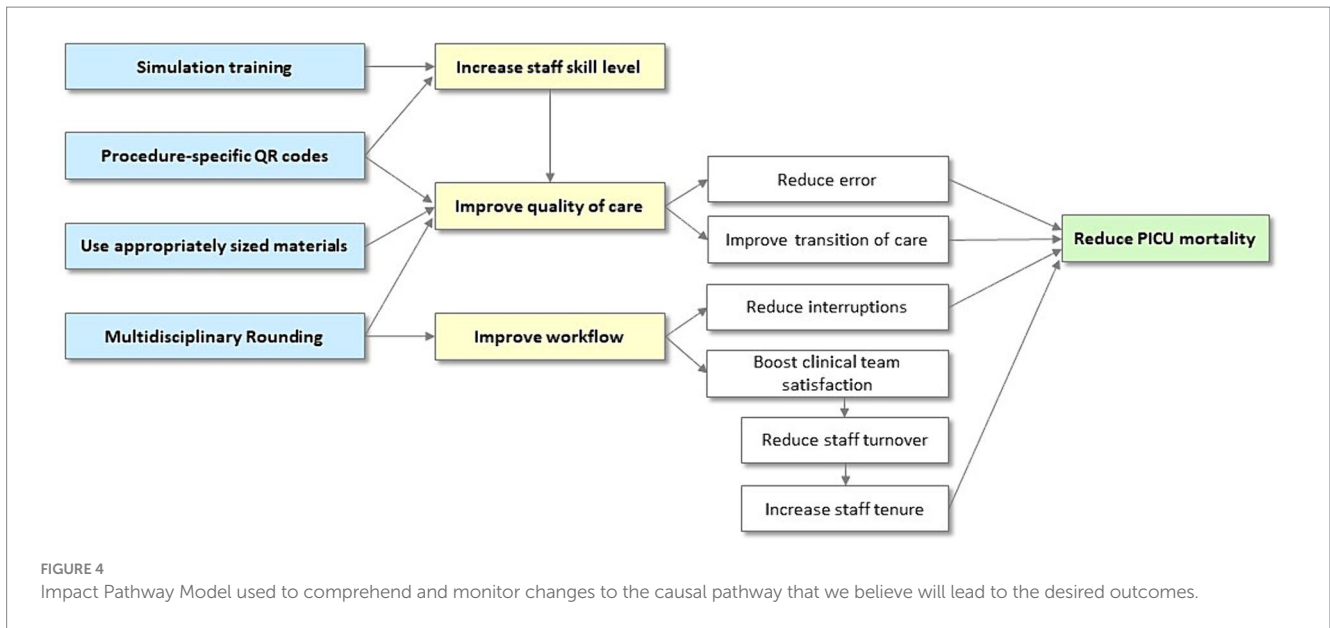 Simulation training
Increase staff skill level
Procedure-specific QR codes
Reduce error
Improve quality of care
Use appropriately sized materials
Improve transition of care
Reduce PICU mortality
Reduce interruptions
Multidisciplinary Rounding
Improve workflow
Boost clinical team
satisfaction
Reduce staff turnover
Increase staff tenure
FIGURE 4
Impact Pathway Model used to comprehend and monitor changes to the causal pathway that we believe will lead to the desired outcomes.